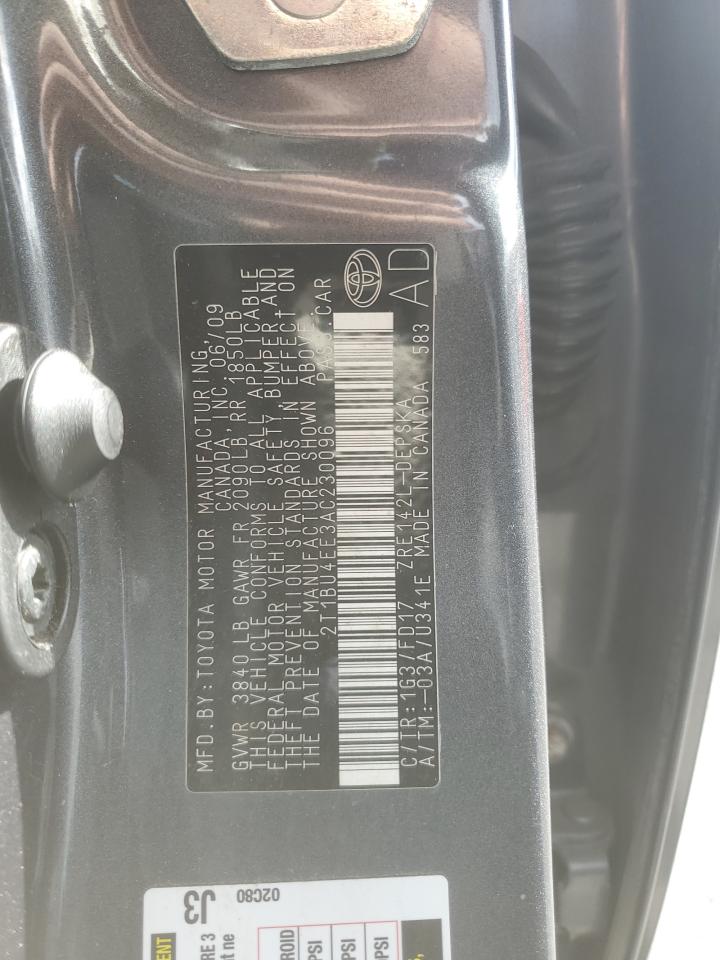 MFD.BY:TOYOTA MOTOR MANUFACTURING
CANADA,INC. 06/09
GVWR 3840LB GAWR FR 2090LB,RR 1850LB
THIS VEHICLE CONFORMS TO ALL APPLICABLE
FEDERAL MOTOR VEHICLE SAFETY, BUMPER,AND
THEFT PREVENTION STANDARDS IN EFFECT ON
THE DATE OF MANUFACTURE SHOWN ABOVE.
2T1BU4EE3AC230096 PASS.CAR
C/TR:1G3/FD17 ZRE142L-DEPSKA
A/TM:-03A/U341E MADE IN CANADA 583
AD
J3
02C80
PSI
PSI
PSI